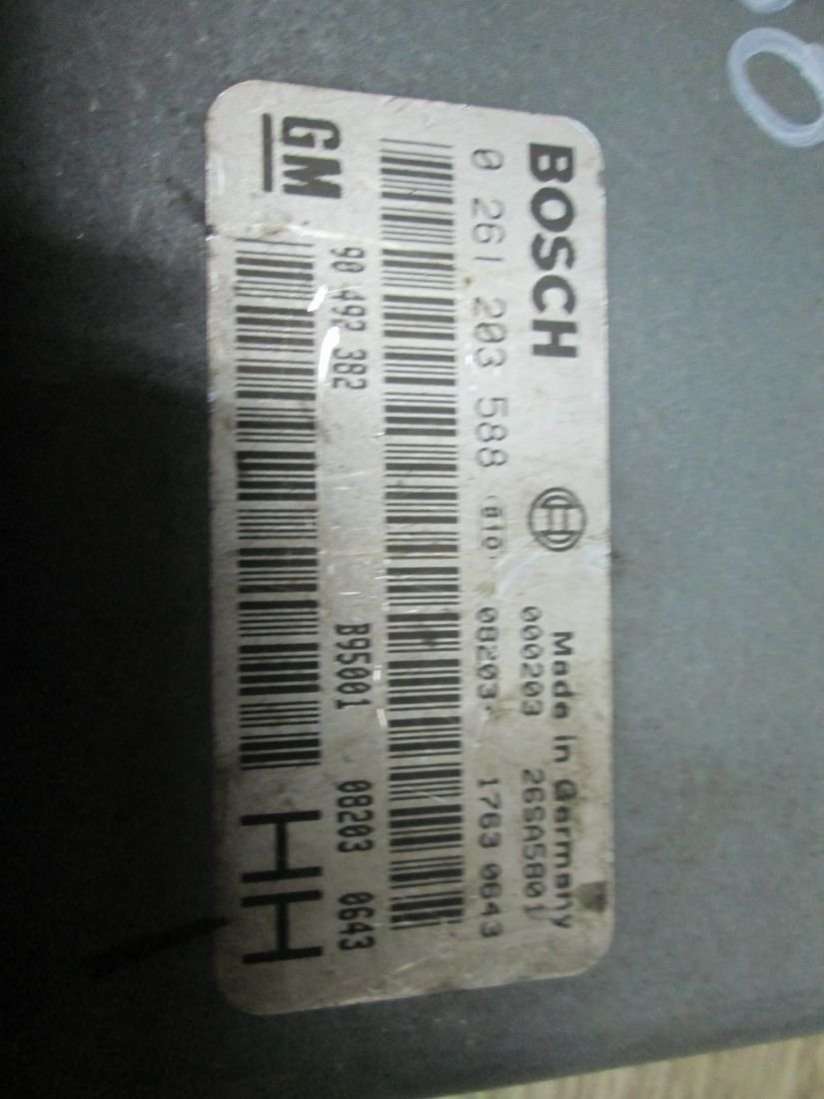 BOSCH
Made in Germany
000203 26SA5801
0 261 203 588 08203 1763 0643
GM 90 492 382 B95001 08203 0643
HH